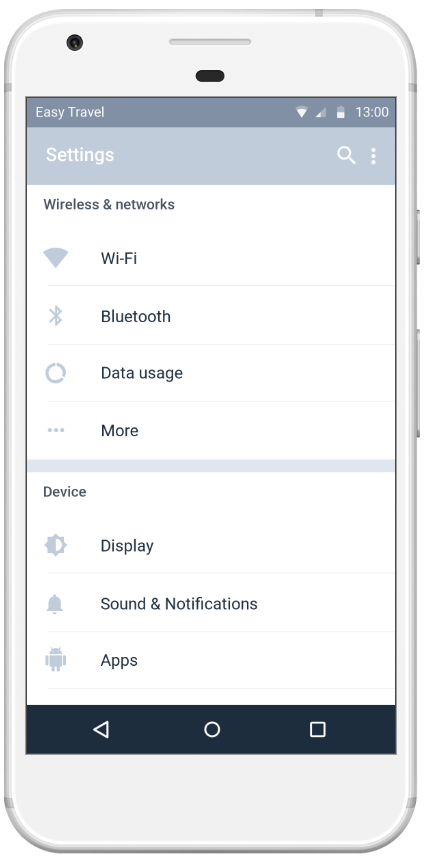 Easy Travel 13:00
Settings
Wireless & networks
Wi-Fi
Bluetooth
Data usage
More
Device
Display
Sound & Notifications
Apps